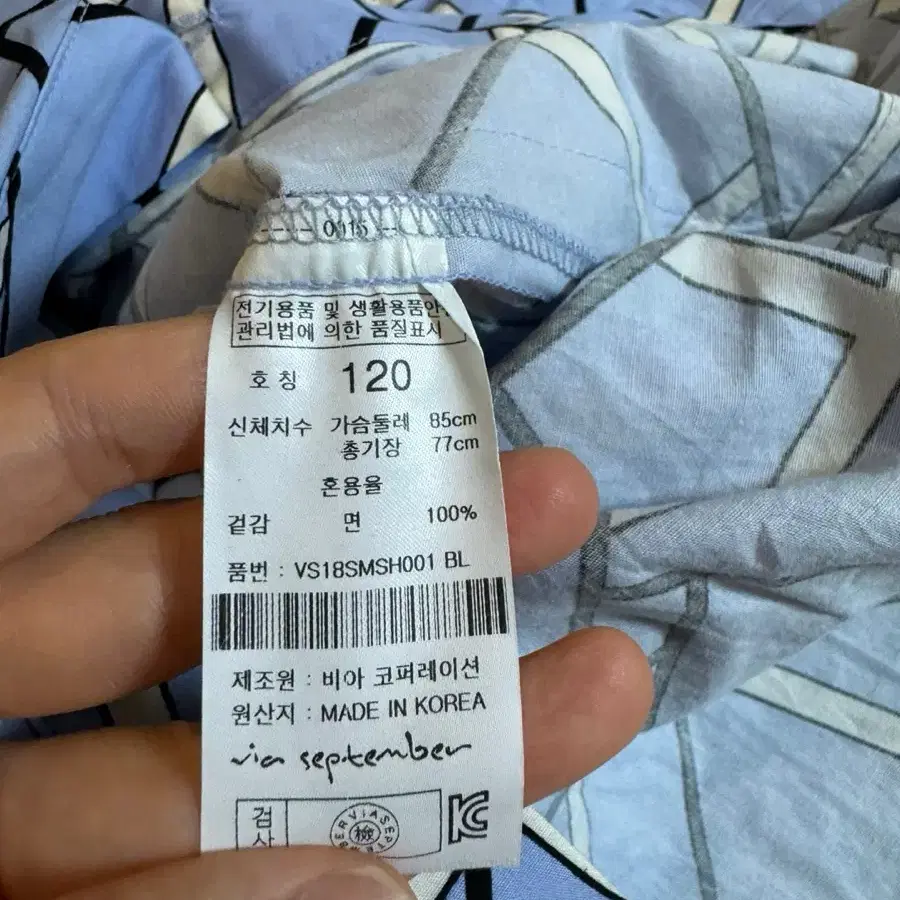 전기용품 및 생활용품안
관리법에 의한 품질표시
호 칭 120
신체치수 가슴둘레 85cm
총기장 77cm
혼용율
겉감 면 100%
품번 : VS18SMSH001 BL
제조원 : 비아 코퍼레이션
원산지 : MADE IN KOREA
via september
검
사
檢